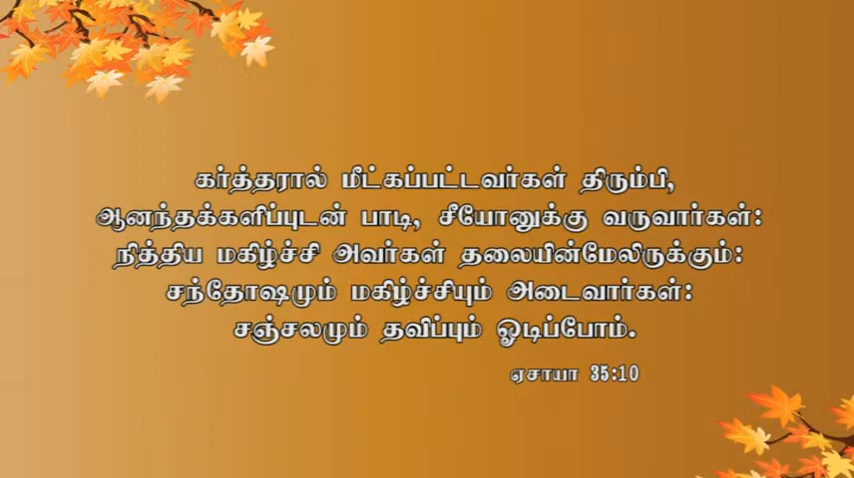 கர்த்தரால் மீட்கப்பட்டவர்கள் திரும்பி,
ஆனந்தக்களிப்புடன் பாடி, சீயோனுக்கு வருவார்கள்:
நித்திய மகிழ்ச்சி அவர்கள் தலையின்மேலிருக்கும்:
சந்தோஷமும் மகிழ்ச்சியும் அடைவார்கள்:
சஞ்சலமும் தவிப்பும் ஓடிப்போம்.
ஏசாயா 35:10